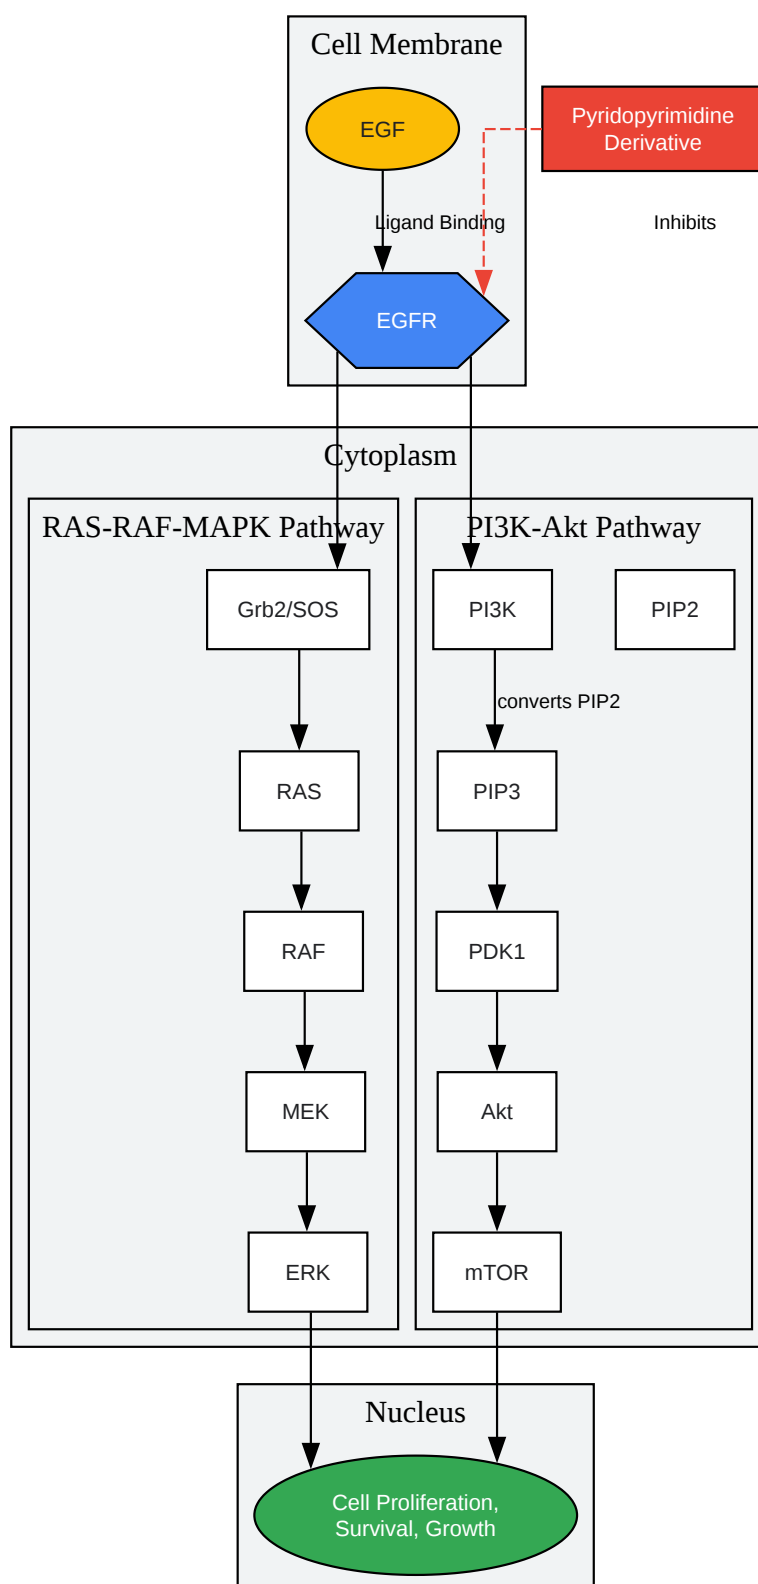 Cell Membrane
EGF
Pyridopyrimidine
Derivative
Ligand Binding
Inhibits
EGFR
Cytoplasm
RAS-RAF-MAPK Pathway
PI3K-Akt Pathway
Grb2/SOS
PI3K
PIP2
converts PIP2
RAS
PIP3
RAF
PDK1
MEK
Akt
ERK
mTOR
Nucleus
Cell Proliferation,
Survival, Growth